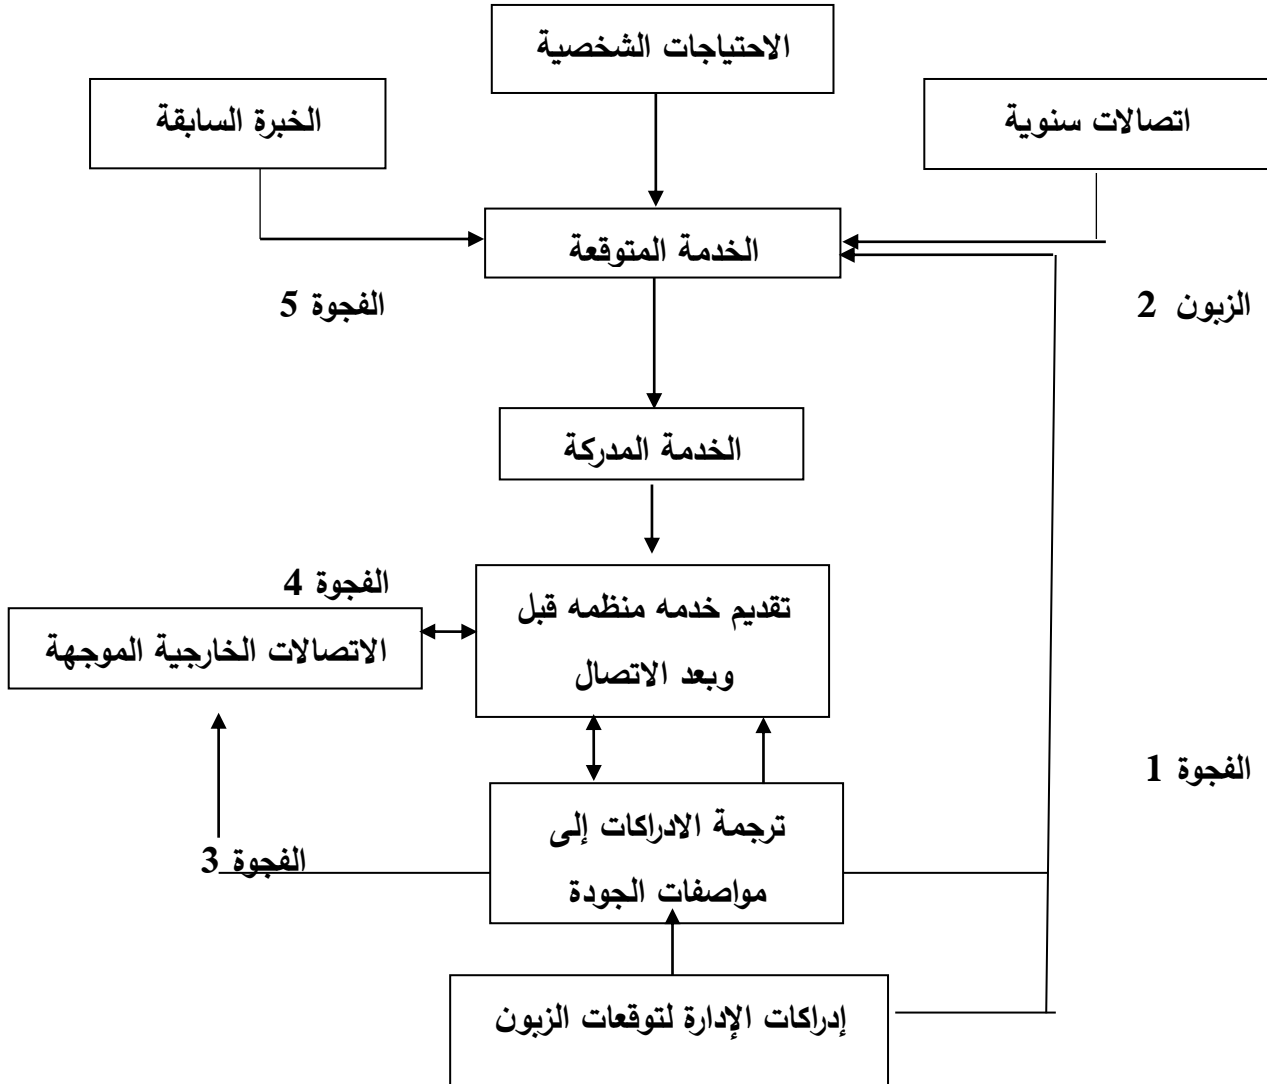 الاحتياجات الشخصية
اتصالات سنوية
الخبرة السابقة
الخدمة المتوقعة
الزبون 2
الفجوة 5
الخدمة المدركة
الفجوة 4
تقديم خدمه منظمه قبل
وبعد الاتصال
الاتصالات الخارجية الموجهة
الفجوة 1
ترجمة الادراكات إلى
مواصفات الجودة
الفجوة 3
إدراكات الإدارة لتوقعات الزبون